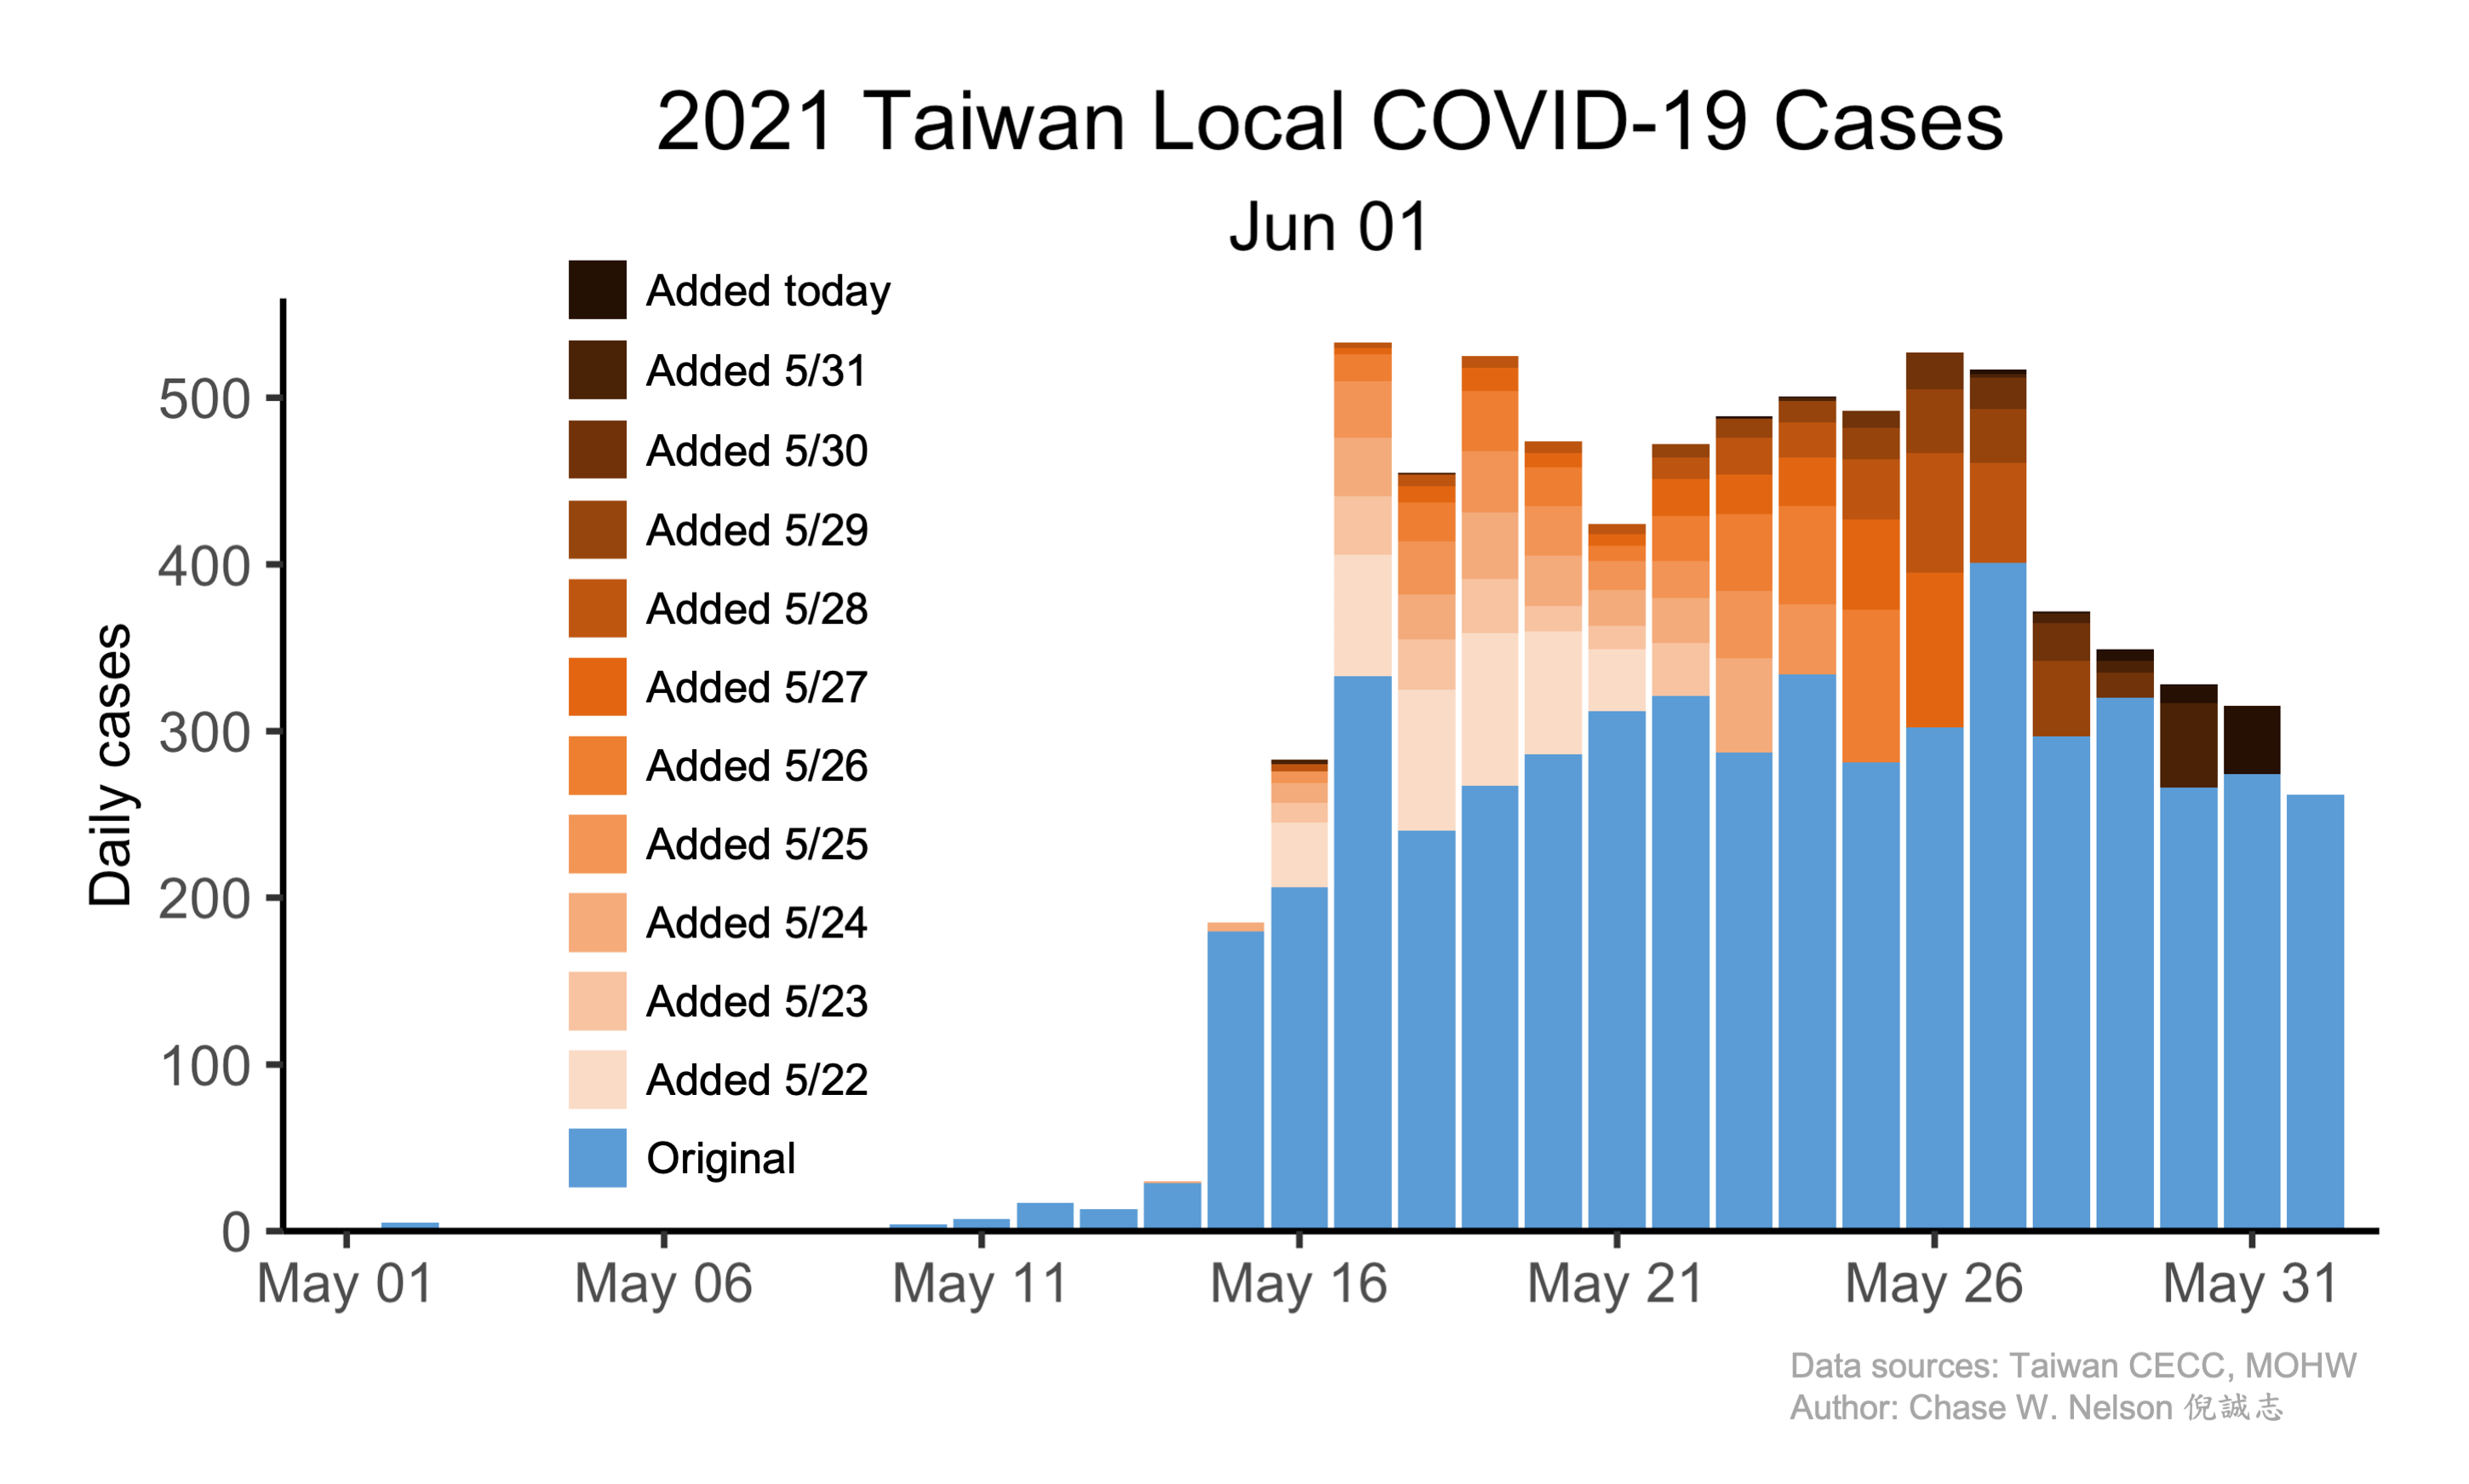 2021 Taiwan Local COVID-19 Cases
Jun 01
Added today
Added 5/31
Added 5/30
Added 5/29
Added 5/28
Added 5/27
Added 5/26
Added 5/25
Added 5/24
Added 5/23
Added 5/22
Original
Daily cases
500
400
300
200
100
0
May 01
May 06
May 11
May 16
May 21
May 26
May 31
Data sources: Taiwan CECC, MOHW
Author: Chase W. Nelson 倪誠志